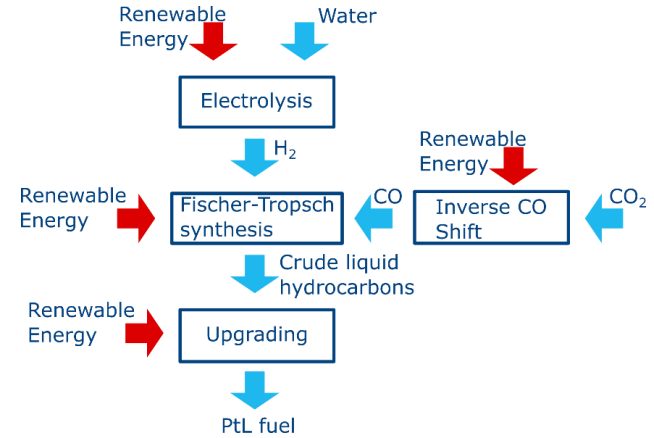 Renewable
Energy
Water
Electrolysis
H₂
Renewable
Energy
Renewable
Energy
Fischer-Tropsch
synthesis
CO
Inverse CO
Shift
CO₂
Crude liquid
hydrocarbons
Renewable
Energy
Upgrading
PtL fuel